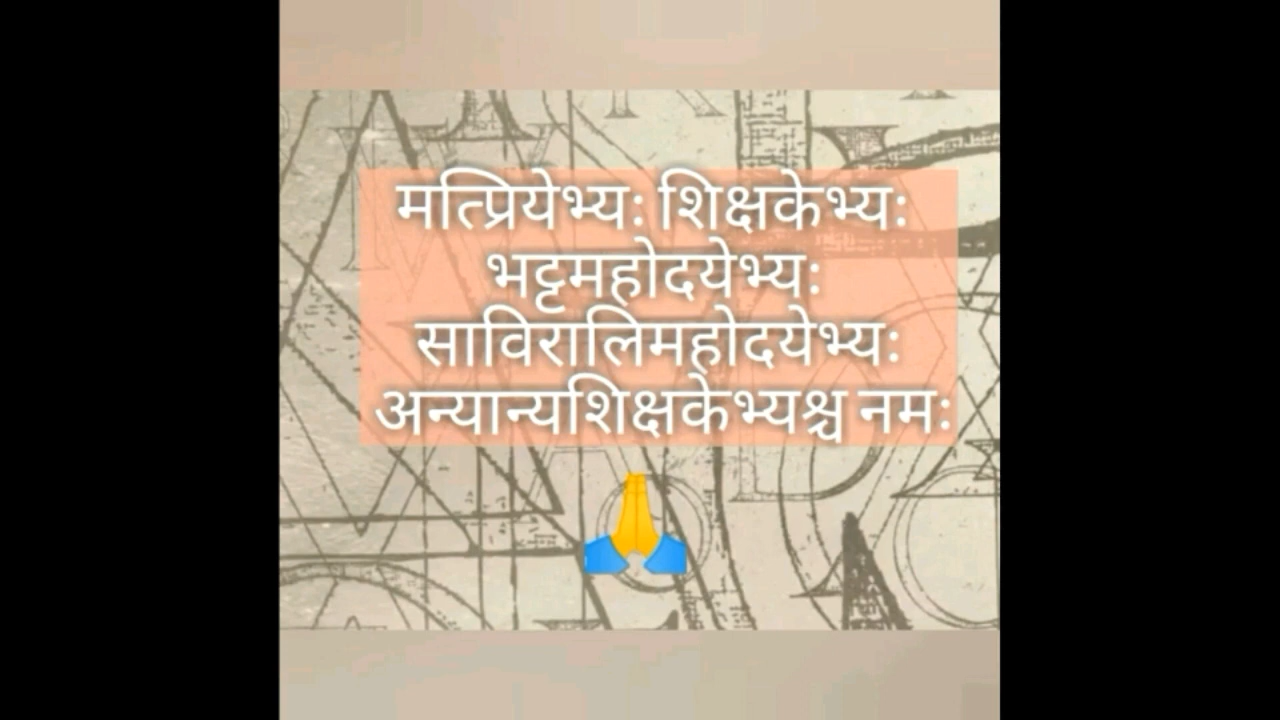 मत्प्रियेभ्यः शिक्षकेभ्यः
भट्टमहोदयेभ्यः
साविरालिमहोदयेभ्यः
अन्यान्यशिक्षकेभ्यश्च नमः